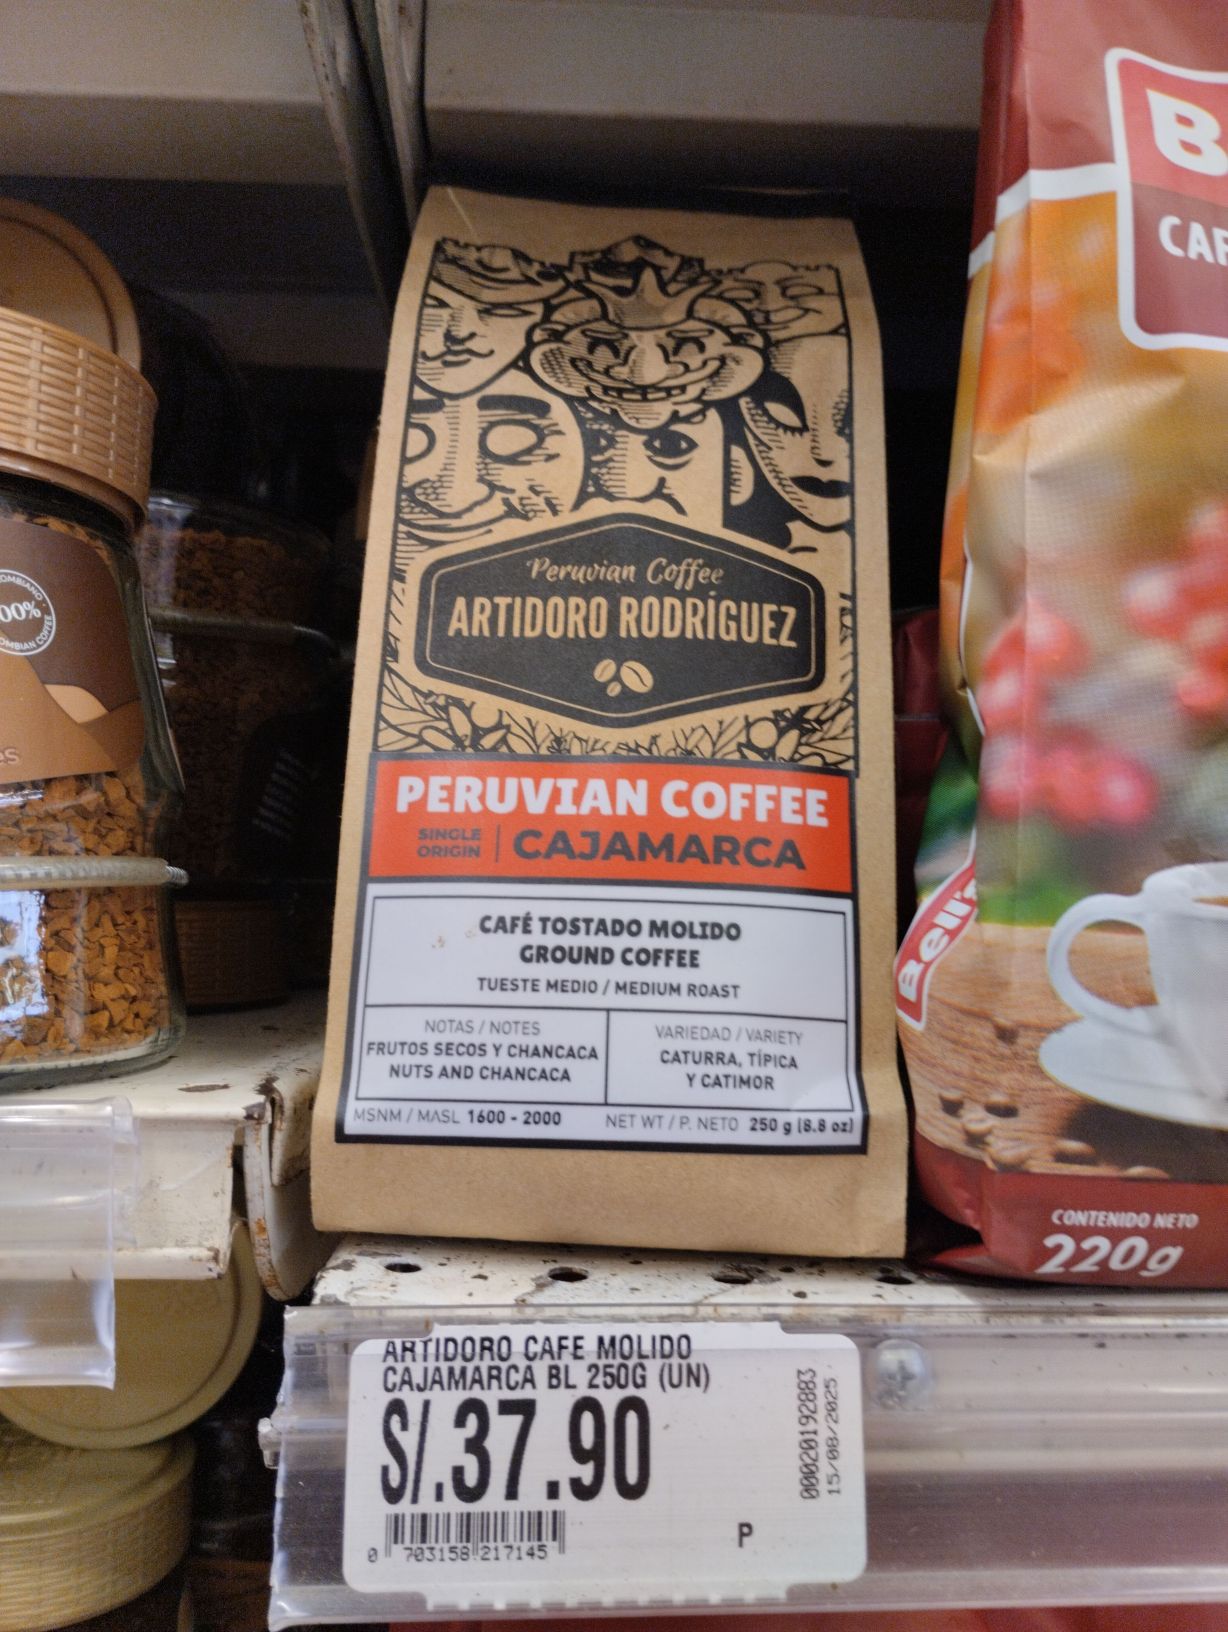 Peruvian Coffee
ARTIDORO RODRÍGUEZ
PERUVIAN COFFEE
SINGLE
ORIGIN
CAJAMARCA
CAFÉ TOSTADO MOLIDO
GROUND COFFEE
TUESTE MEDIO / MEDIUM ROAST
NOTAS / NOTES
FRUTOS SECOS Y CHANCACA
NUTS AND CHANCACA
VARIEDAD / VARIETY
CATURRA, TÍPICA
Y CATIMOR
MSNM / MASL 1600 - 2000
NET WT / P. NETO 250 g (8.8 oz)
Bell's
CONTENIDO NETO
220g
ARTIDORO CAFE MOLIDO
CAJAMARCA BL 250G (UN)
S/.37.90
0 703158 217145
P
00020192883
15/08/2025